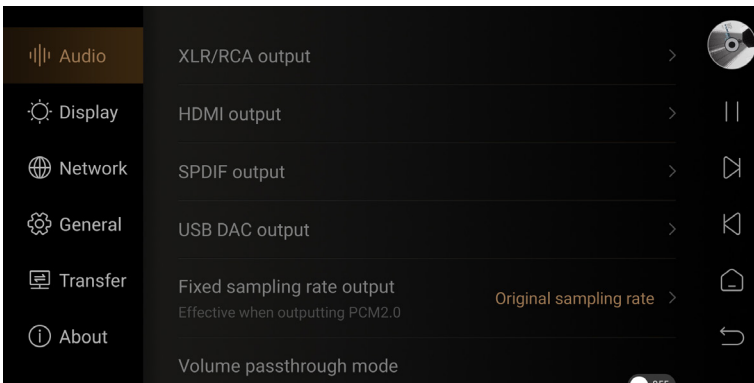 Audio
Display
Network
General
Transfer
About
XLR/RCA output
HDMI output
SPDIF output
USB DAC output
Fixed sampling rate output
Effective when outputting PCM2.0
Original sampling rate
Volume passthrough mode
OFF